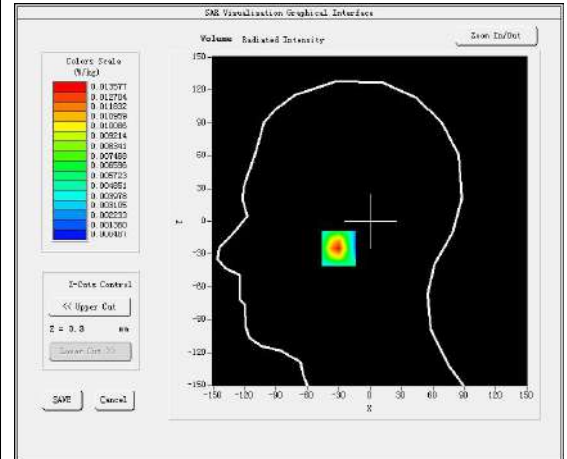 SAR Visualisation Graphical Interface
Volume Radiated Intensity
Zoom In/Out
Colors Scale
(W/kg)
0.013577
0.012704
0.011832
0.010959
0.010086
0.009214
0.008341
0.007468
0.006596
0.005723
0.004851
0.003978
0.003105
0.002233
0.001360
0.000487
150
120
90
60
30
0
-30
-60
-90
-120
-150
Z
-150 -120 -90 -60 -30 0 30 60 90 120 150
X
Z-Cuts Control
<< Upper Cut
Z = 3.3 mm
Lower Cut >>
SAVE Cancel